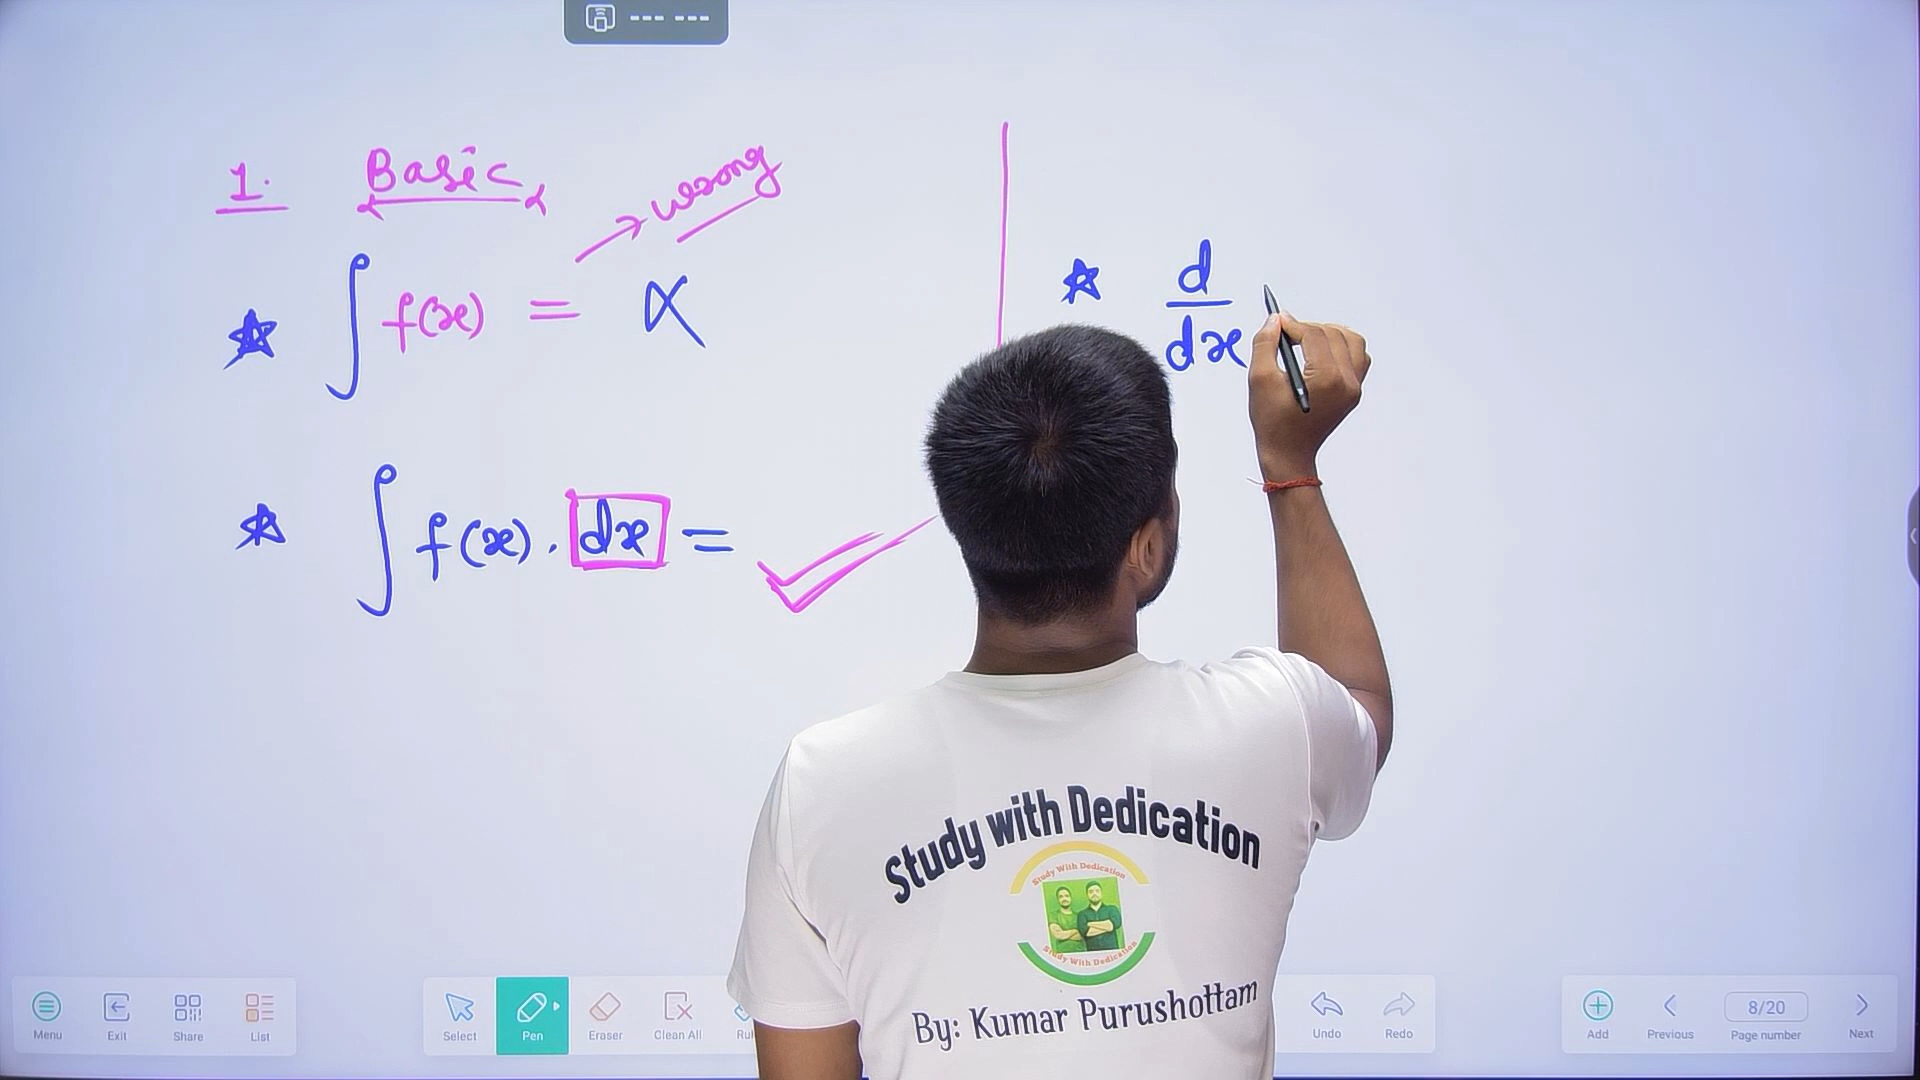 1. Basic
→ wrong
∫ f(x) = α
∫ f(x) . dx =
d
dx
Study with Dedication
Study With Dedication
Study With Dedication
By: Kumar Purushottam
Menu
Exit
Share
List
Select
Pen
Eraser
Clean All
Undo
Redo
Add
Previous
8/20
Page number
Next